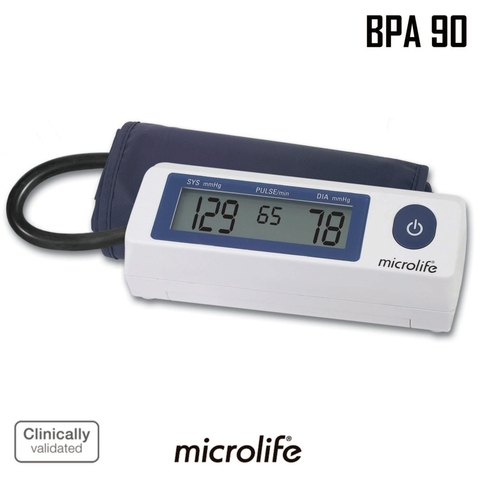 BPA 90
SYS mmHg PULSE/min DIA mmHg
129 65 78
microlife®
Clinically
validated
microlife®